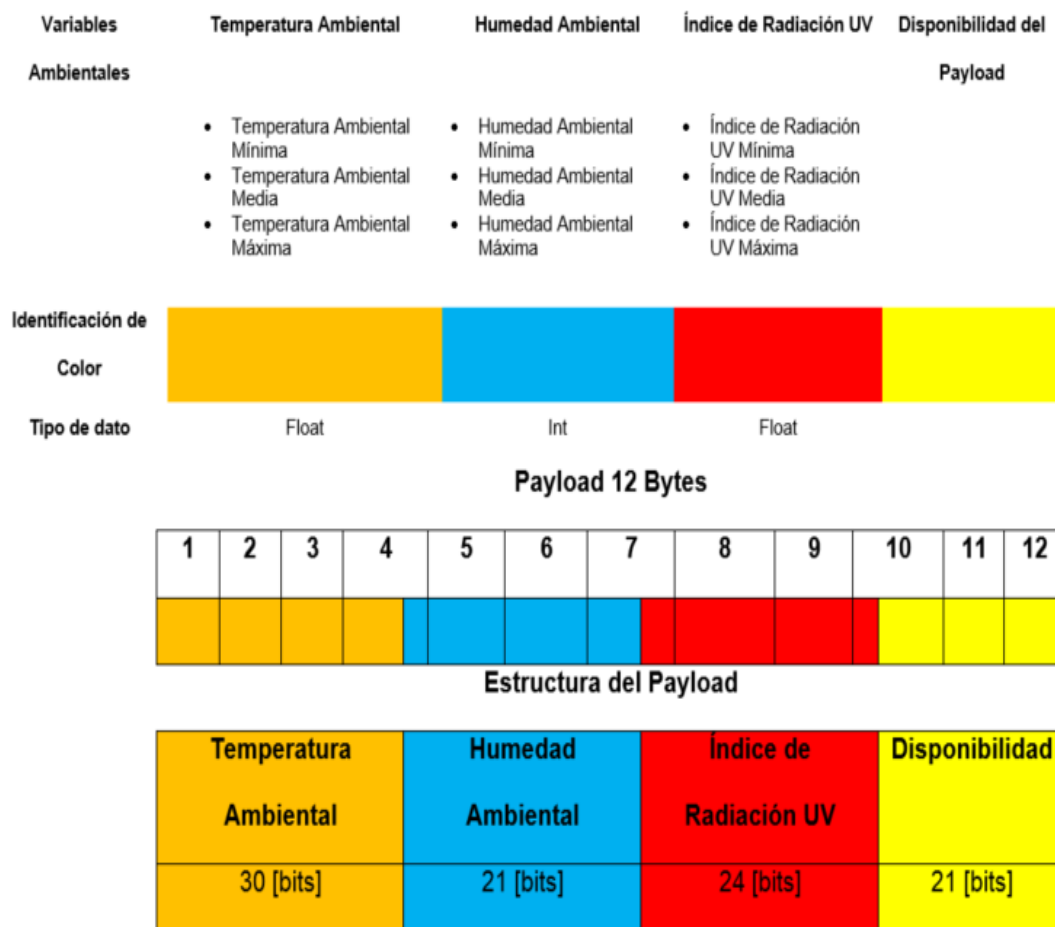 Variables Temperatura Ambiental Humedad Ambiental Índice de Radiación UV Disponibilidad del
Ambientales Payload
• Temperatura Ambiental • Humedad Ambiental • Índice de Radiación
Mínima Mínima UV Mínima
• Temperatura Ambiental • Humedad Ambiental • Índice de Radiación
Media Media UV Media
• Temperatura Ambiental • Humedad Ambiental • Índice de Radiación
Máxima Máxima UV Máxima
Identificación de
Color
Tipo de dato Float Int Float
Payload 12 Bytes
1 2 3 4 5 6 7 8 9 10 11 12
Estructura del Payload
Temperatura Humedad Índice de Disponibilidad
Ambiental Ambiental Radiación UV
30 [bits] 21 [bits] 24 [bits] 21 [bits]